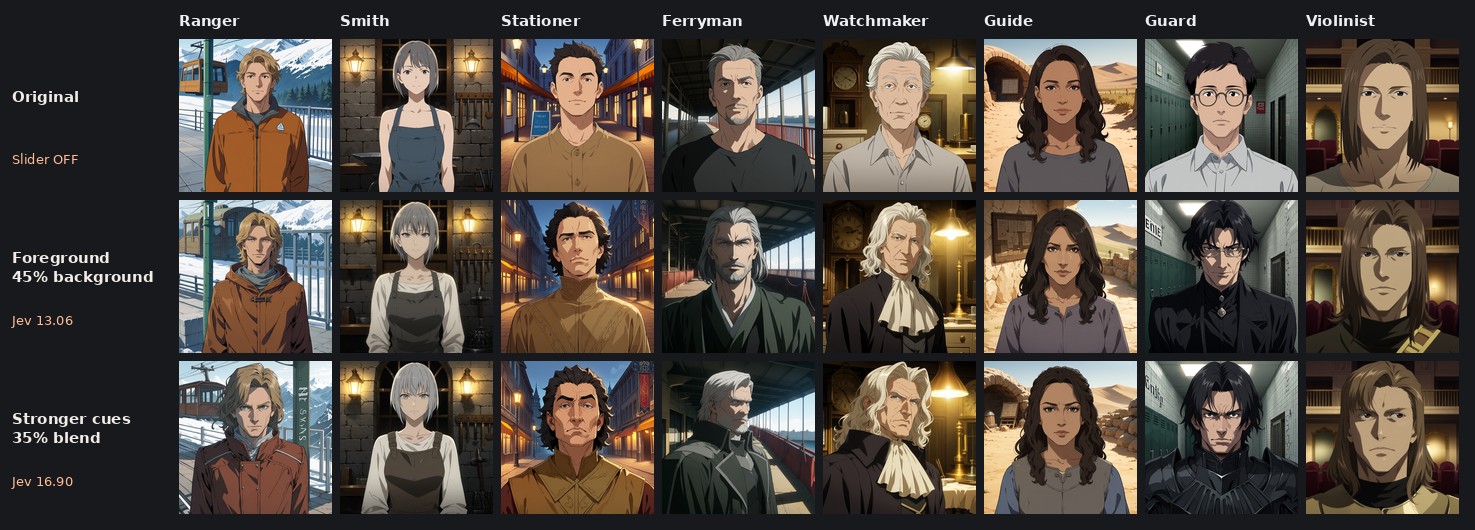 Ranger Smith Stationer Ferryman Watchmaker Guide Guard Violinist
Original
Slider OFF
Foreground
45% background
Jev 13.06
Stronger cues
35% blend
Jev 16.90